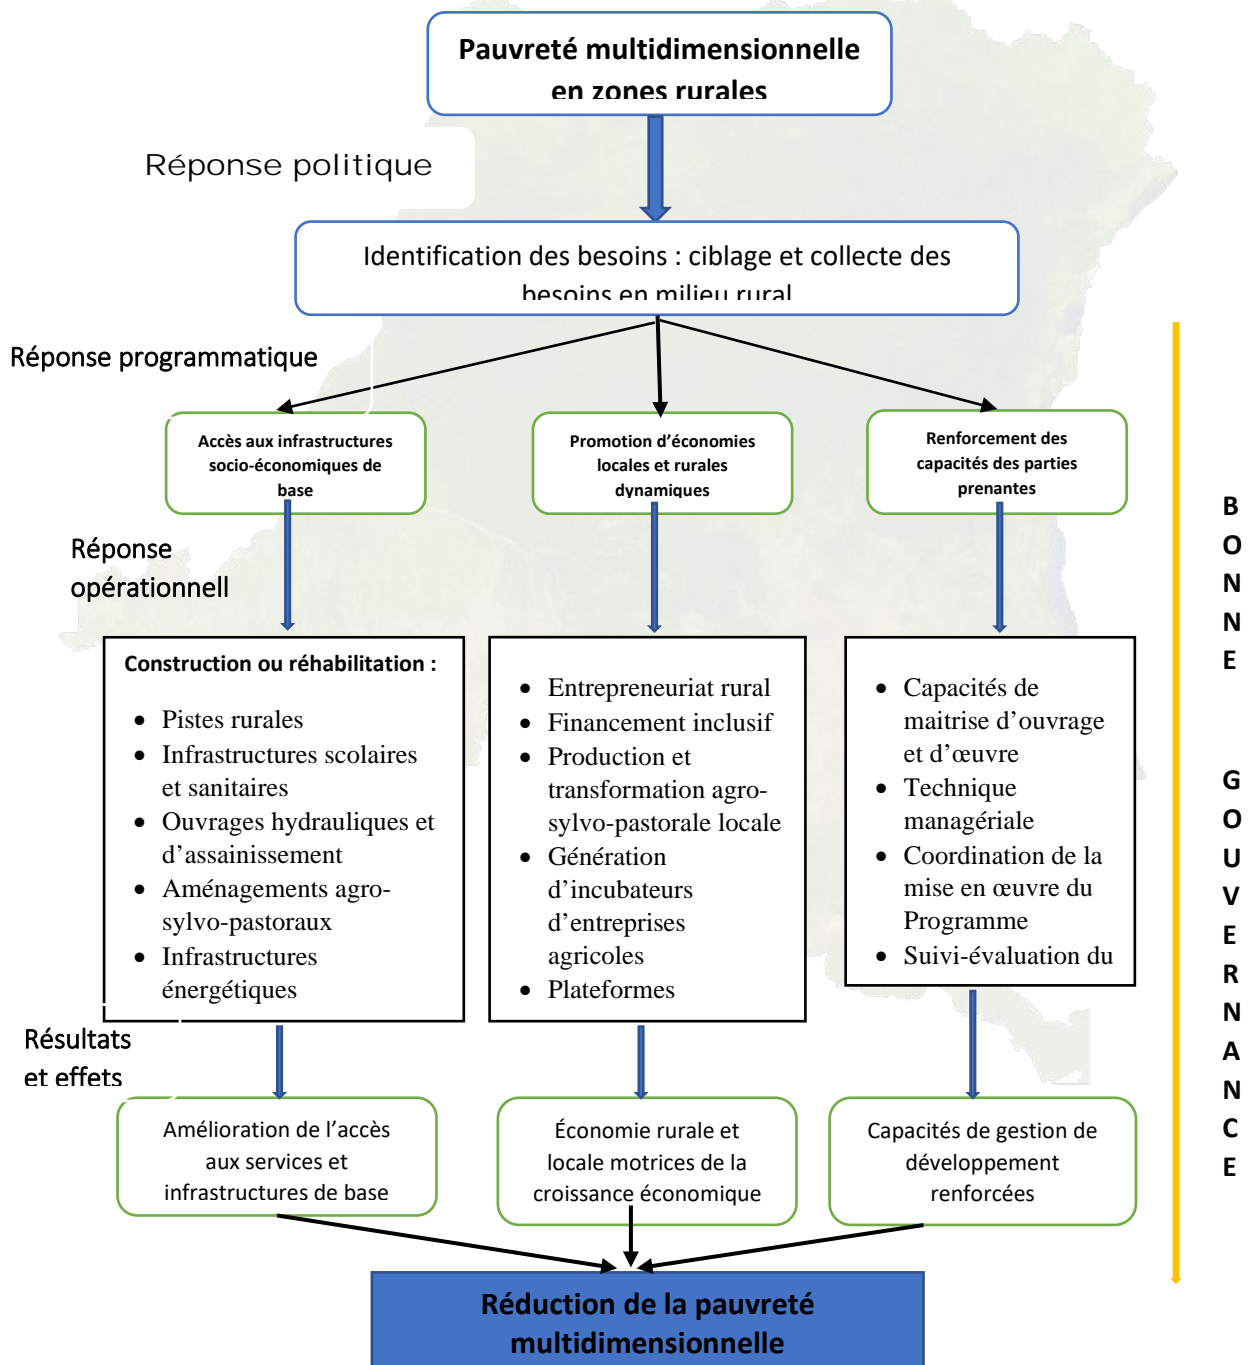 Pauvreté multidimensionnelle
en zones rurales
Réponse politique
Identification des besoins : ciblage et collecte des
besoins en milieu rural
Réponse programmatique
Accès aux infrastructures
socio-économiques de
base
Promotion d’économies
locales et rurales
dynamiques
Renforcement des
capacités des parties
prenantes
Réponse
opérationnell
Construction ou réhabilitation :
• Pistes rurales
• Infrastructures scolaires
et sanitaires
• Ouvrages hydrauliques et
d’assainissement
• Aménagements agro-
sylvo-pastoraux
• Infrastructures
énergétiques
• Entrepreneuriat rural
• Financement inclusif
• Production et
transformation agro-
sylvo-pastorale locale
• Génération
d’incubateurs
d’entreprises
agricoles
• Plateformes
• Capacités de
maitrise d’ouvrage
et d’œuvre
• Technique
managériale
• Coordination de la
mise en œuvre du
Programme
• Suivi-évaluation du
Résultats
et effets
Amélioration de l’accès
aux services et
infrastructures de base
Économie rurale et
locale motrices de la
croissance économique
Capacités de gestion de
développement
renforcées
Réduction de la pauvreté
multidimensionnelle
B
O
N
N
E
G
O
U
V
E
R
N
A
N
C
E